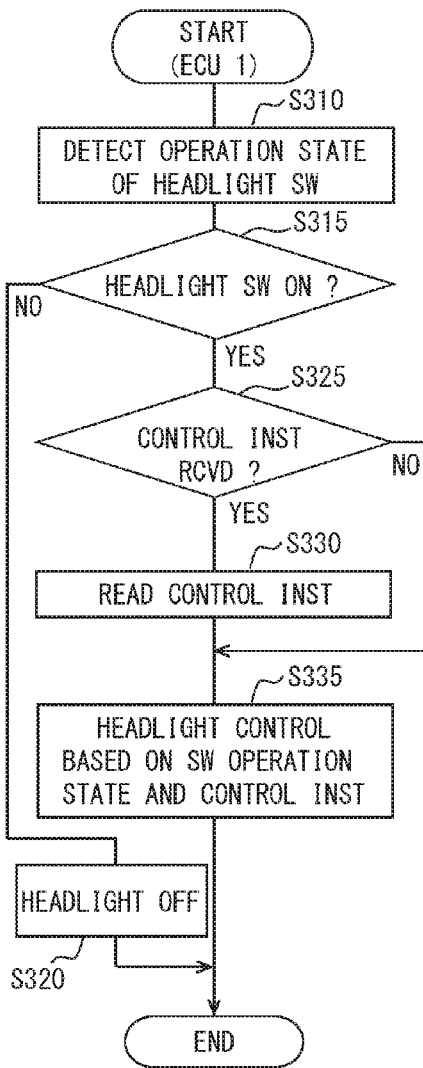 START
(ECU 1)
S310
DETECT OPERATION STATE
OF HEADLIGHT SW
S315
HEADLIGHT SW ON ?
NO
YES
S325
CONTROL INST
RCVD ?
NO
YES
S330
READ CONTROL INST
S335
HEADLIGHT CONTROL
BASED ON SW OPERATION
STATE AND CONTROL INST
HEADLIGHT OFF
S320
END